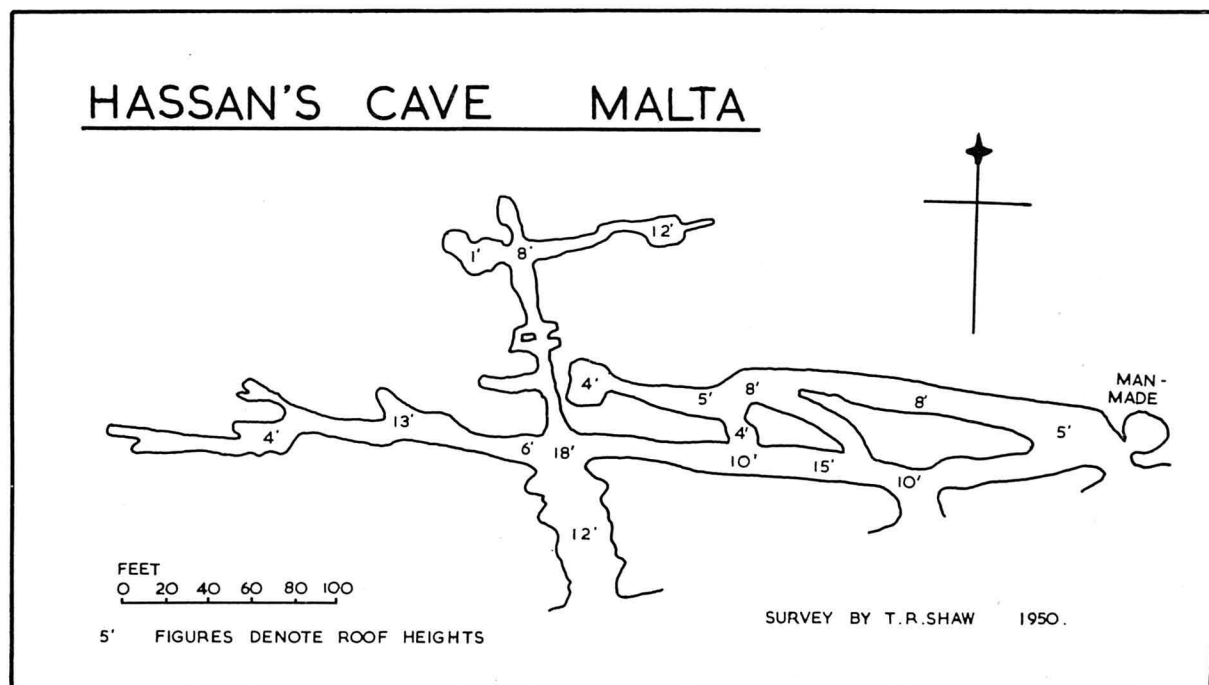 HASSAN'S CAVE MALTA
12'
1' 8'
MAN-
MADE
4' 5' 8' 8'
13' 4' 5'
4' 6' 18' 10' 15' 10'
12'
FEET
0 20 40 60 80 100
5' FIGURES DENOTE ROOF HEIGHTS
SURVEY BY T.R.SHAW 1950.